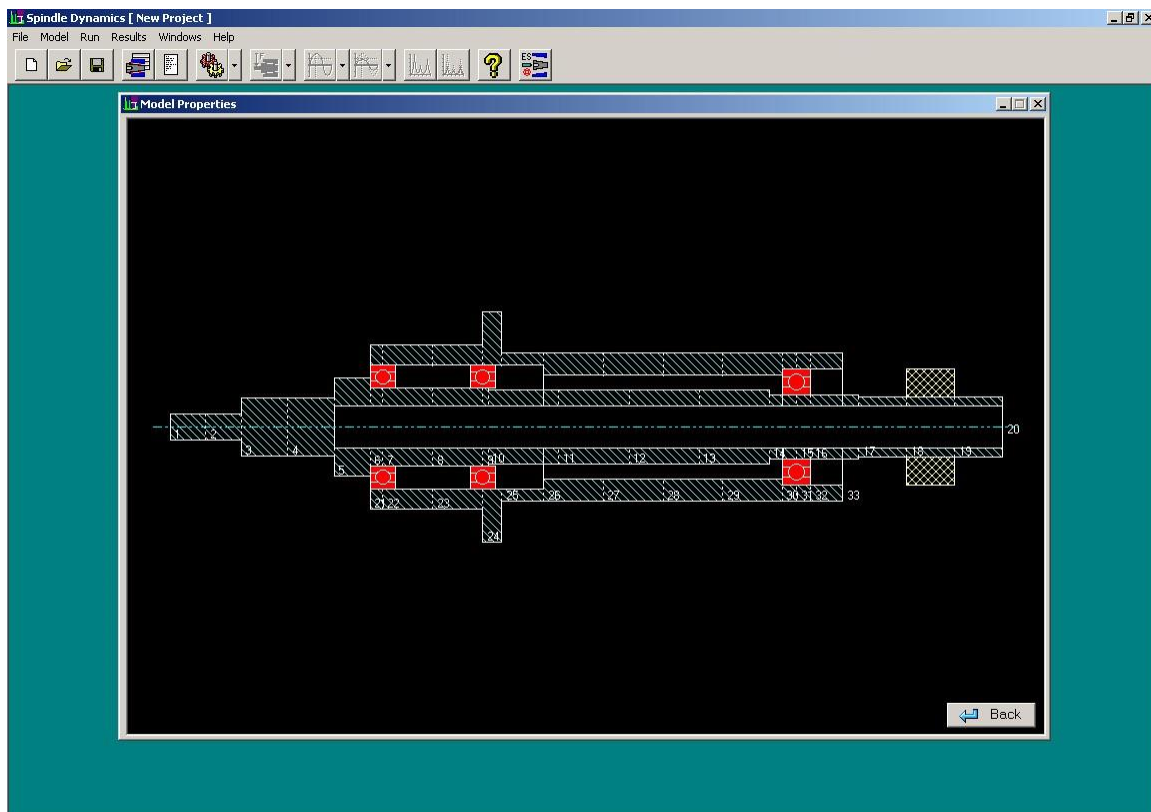 Spindle Dynamics [ New Project ]
File Model Run Results Windows Help
TF ES
Model Properties
1 2 3 4 5 6 7 8 9 10 11 12 13 14 15 16 17 18 19 20
21 22 23 24 25 26 27 28 29 30 31 32 33
Back